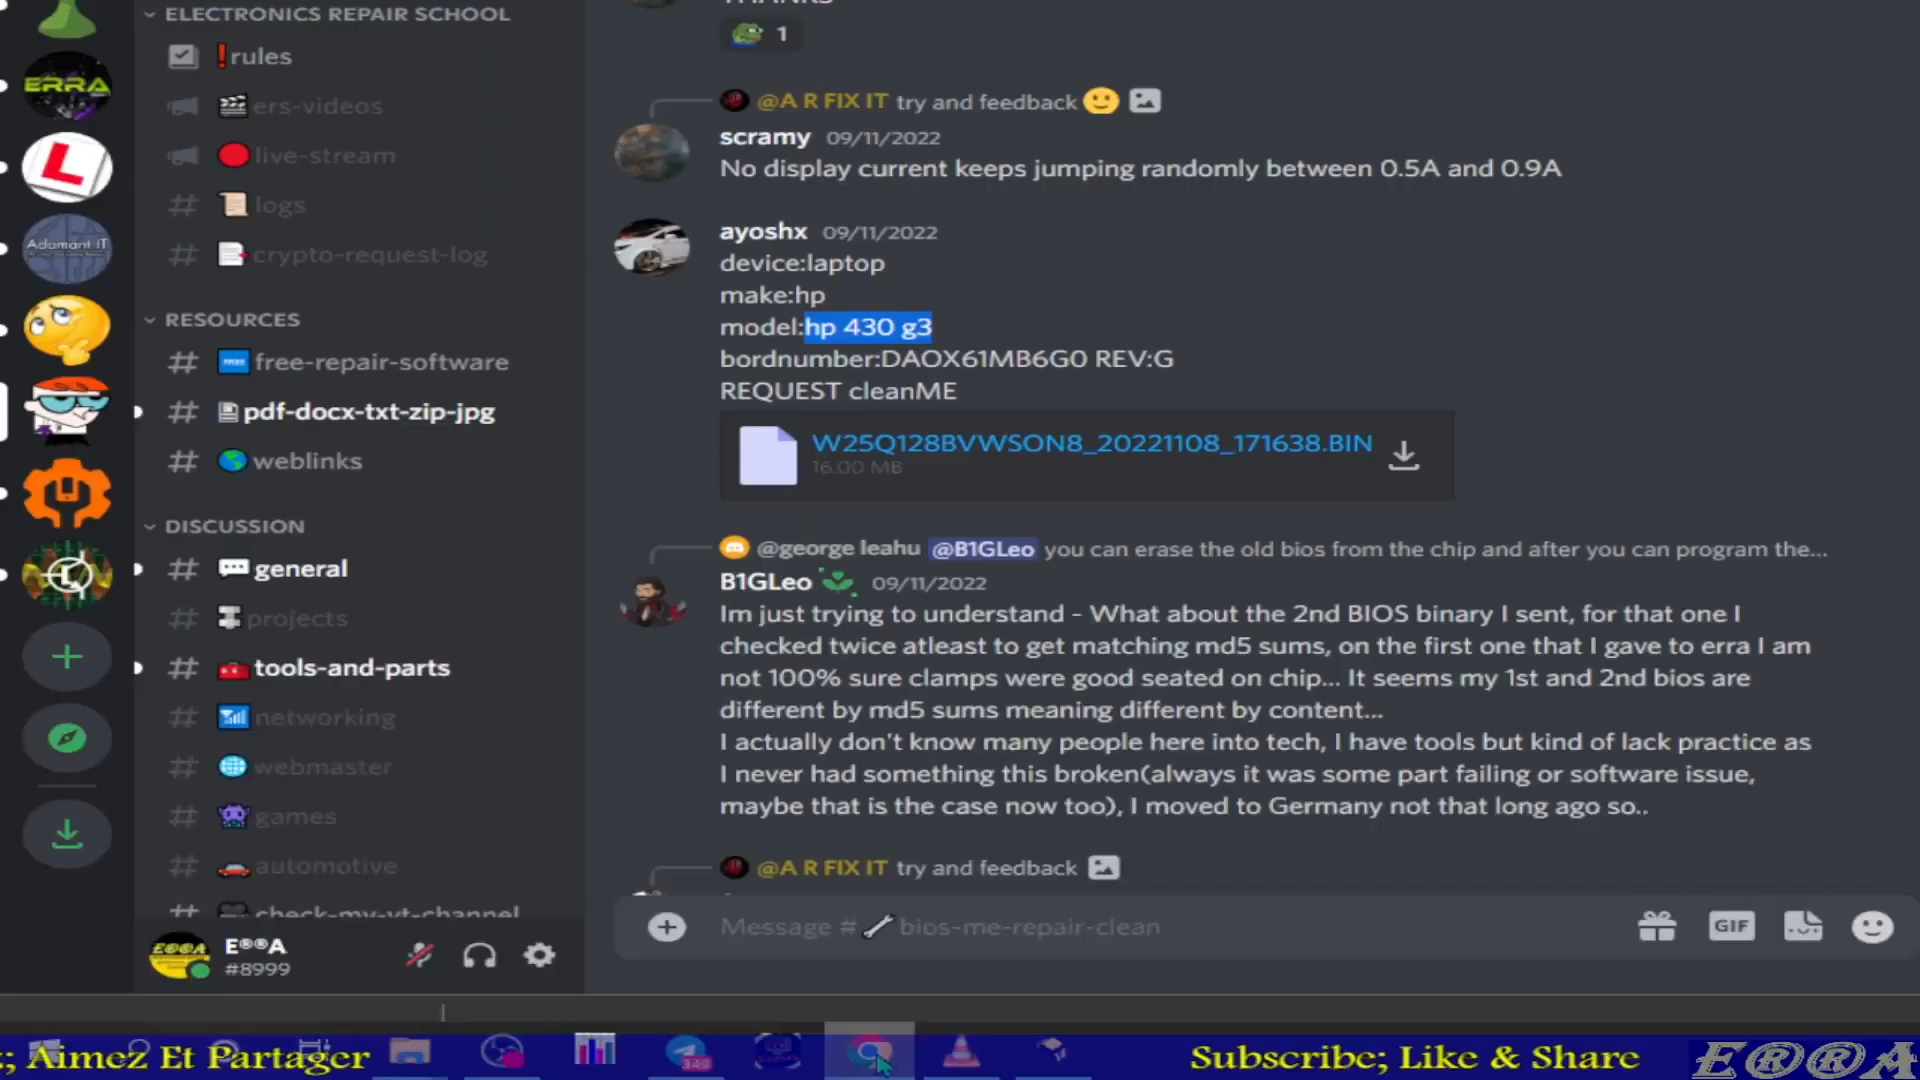 ELECTRONICS REPAIR SCHOOL
rules
ers-videos
live-stream
logs
crypto-request-log
RESOURCES
free-repair-software
pdf-docx-txt-zip-jpg
weblinks
DISCUSSION
general
projects
tools-and-parts
networking
webmaster
games
automotive
check-my-yt-channel
E®®A
#8999
ERRA
L
Adamant IT
THANKS
1
@A R FIX IT try and feedback
scramy 09/11/2022
No display current keeps jumping randomly between 0.5A and 0.9A
ayoshx 09/11/2022
device:laptop
make:hp
model:hp 430 g3
bordnumber:DAOX61MB6G0 REV:G
REQUEST cleanME
W25Q128BVWSON8_20221108_171638.BIN
16.00 MB
@george leahu @B1GLeo you can erase the old bios from the chip and after you can program the...
B1GLeo 09/11/2022
Im just trying to understand - What about the 2nd BIOS binary I sent, for that one I
checked twice atleast to get matching md5 sums, on the first one that I gave to erra I am
not 100% sure clamps were good seated on chip... It seems my 1st and 2nd bios are
different by md5 sums meaning different by content...
I actually don't know many people here into tech, I have tools but kind of lack practice as
I never had something this broken(always it was some part failing or software issue,
maybe that is the case now too), I moved to Germany not that long ago so..
@A R FIX IT try and feedback
Message # bios-me-repair-clean
GIF
; Aimez Et Partager
Subscribe; Like & Share
E®®A